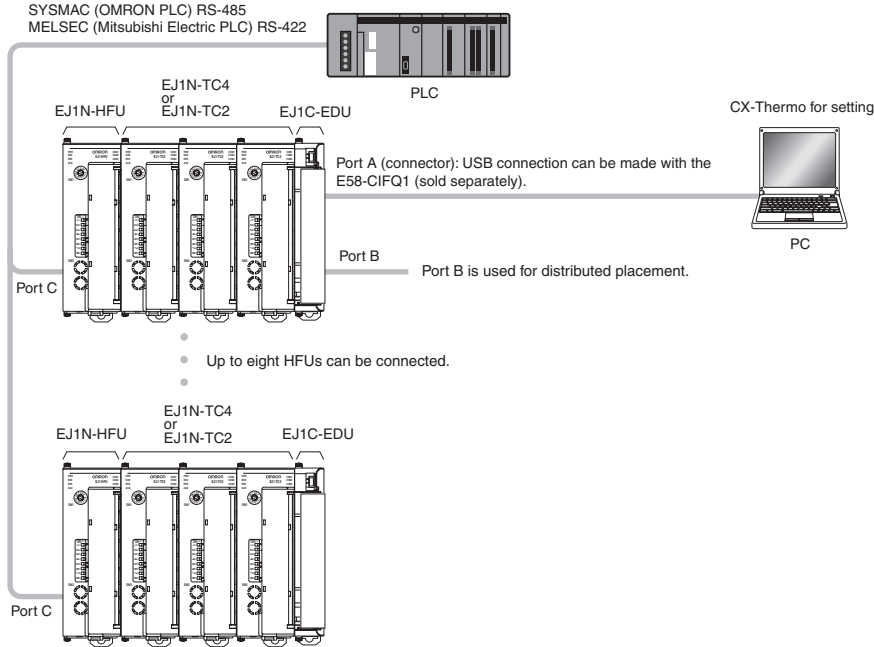 SYSMAC (OMRON PLC) RS-485
MELSEC (Mitsubishi Electric PLC) RS-422
PLC
EJ1N-HFU
EJ1N-TC4
or
EJ1N-TC2
EJ1C-EDU
CX-Thermo for setting
Port A (connector): USB connection can be made with the
E58-CIFQ1 (sold separately).
PC
Port B
Port B is used for distributed placement.
Port C
Up to eight HFUs can be connected.
EJ1N-HFU
EJ1N-TC4
or
EJ1N-TC2
EJ1C-EDU
Port C